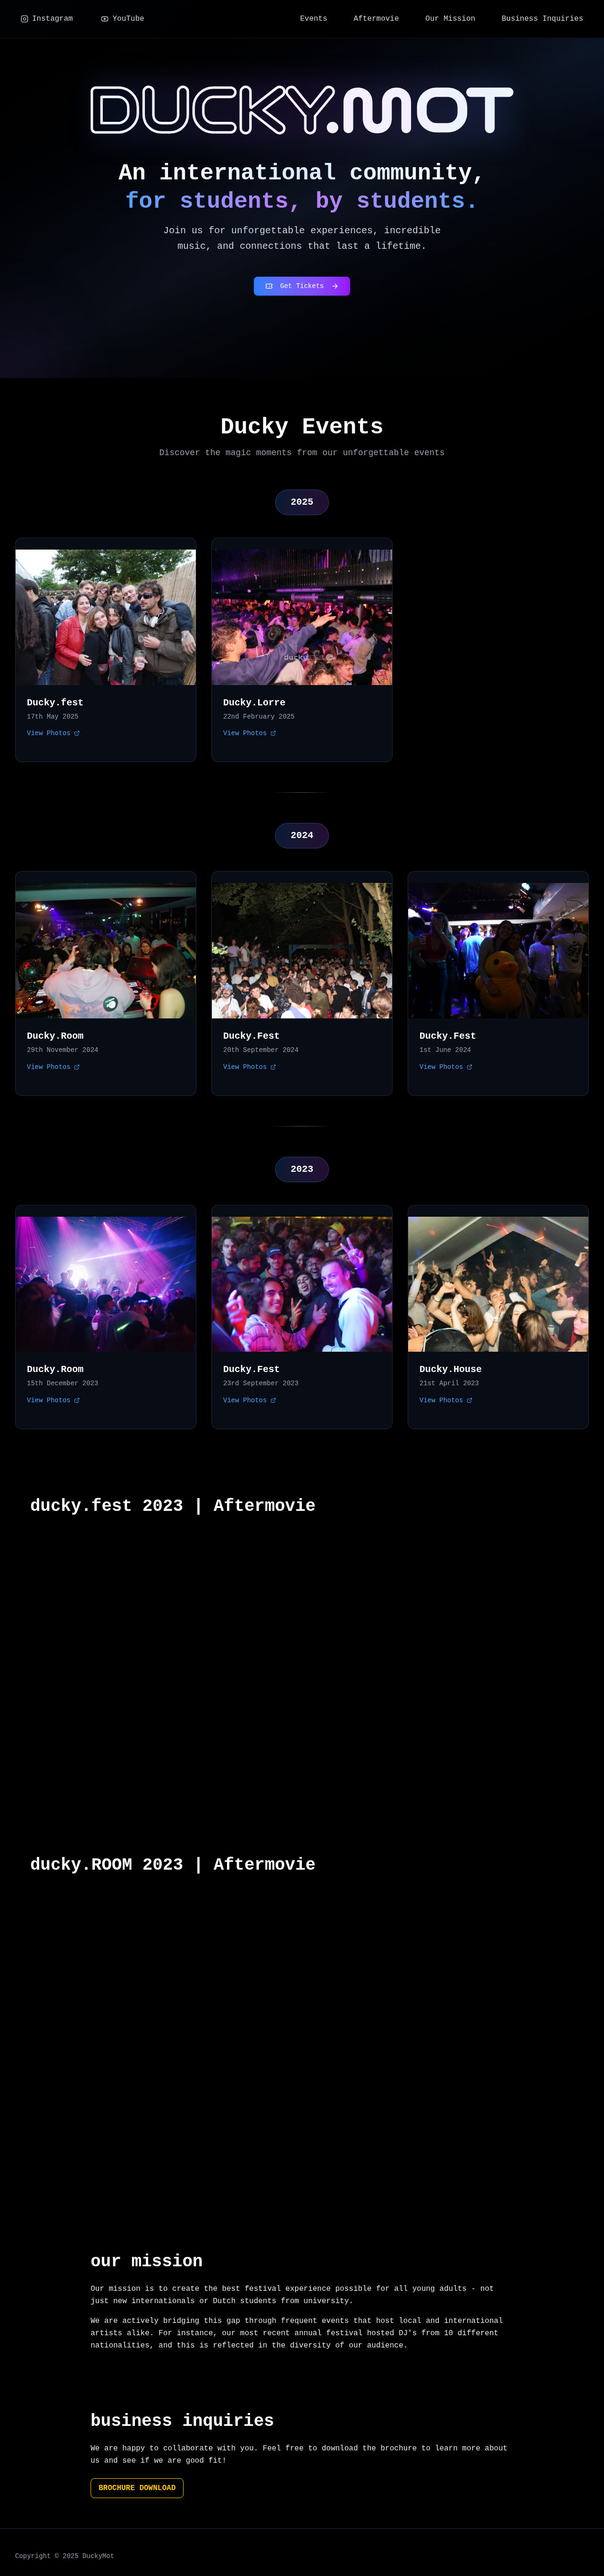 Instagram
YouTube
Events
Aftermovie
Our Mission
Business Inquiries
DUCKY.MOT
An international community,
for students, by students.
Join us for unforgettable experiences, incredible
music, and connections that last a lifetime.
Get Tickets
Ducky Events
Discover the magic moments from our unforgettable events
2025
Ducky.fest
17th May 2025
View Photos
Ducky.Lorre
22nd February 2025
View Photos
2024
Ducky.Room
29th November 2024
View Photos
Ducky.Fest
20th September 2024
View Photos
Ducky.Fest
1st June 2024
View Photos
2023
Ducky.Room
15th December 2023
View Photos
Ducky.Fest
23rd September 2023
View Photos
Ducky.House
21st April 2023
View Photos
ducky.fest 2023 | Aftermovie
ducky.ROOM 2023 | Aftermovie
our mission
Our mission is to create the best festival experience possible for all young adults - not
just new internationals or Dutch students from university.
We are actively bridging this gap through frequent events that host local and international
artists alike. For instance, our most recent annual festival hosted DJ's from 10 different
nationalities, and this is reflected in the diversity of our audience.
business inquiries
We are happy to collaborate with you. Feel free to download the brochure to learn more about
us and see if we are good fit!
BROCHURE DOWNLOAD
Copyright © 2025 DuckyMot